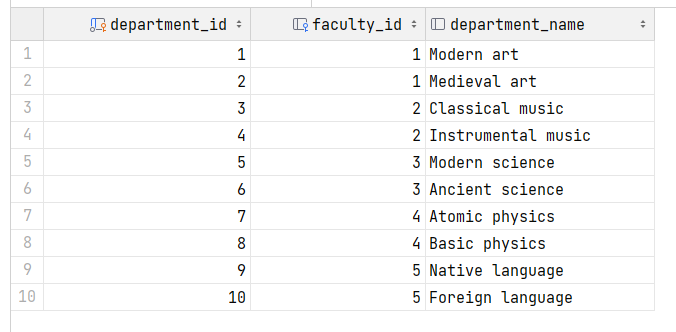 department_id faculty_id department_name
1 1 1 Modern art
2 2 1 Medieval art
3 3 2 Classical music
4 4 2 Instrumental music
5 5 3 Modern science
6 6 3 Ancient science
7 7 4 Atomic physics
8 8 4 Basic physics
9 9 5 Native language
10 10 5 Foreign language